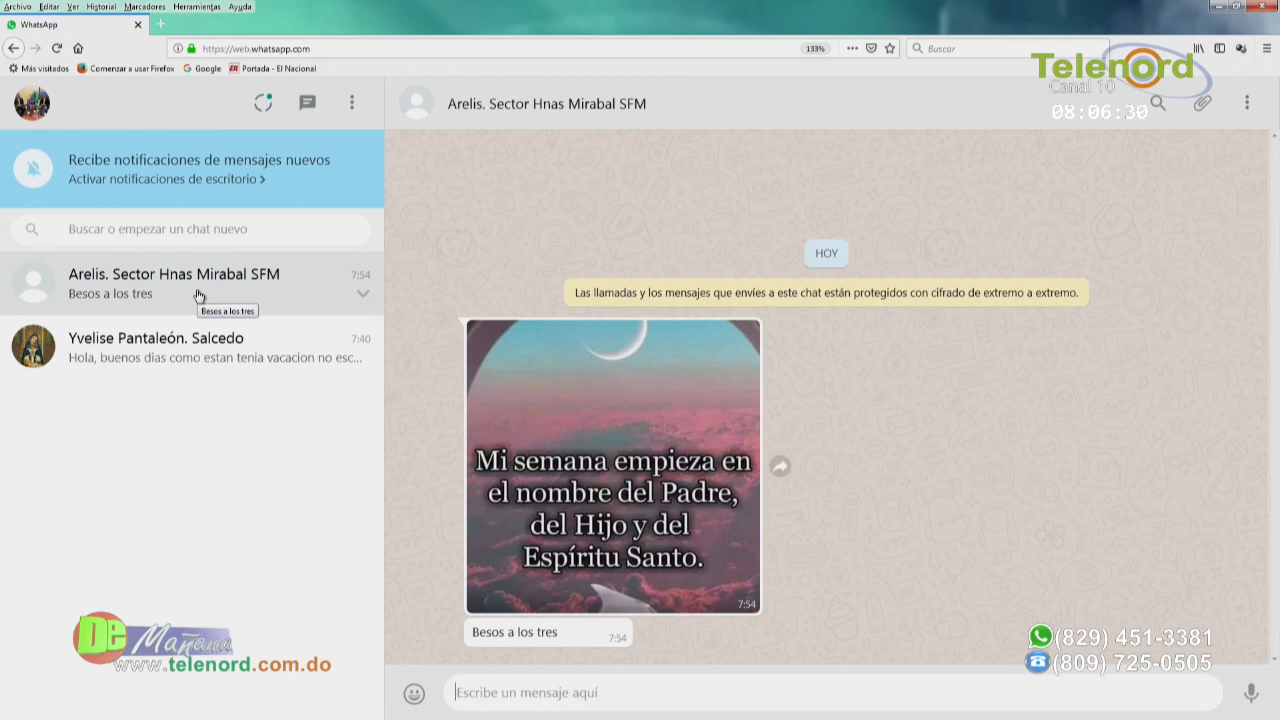 Archivo Editar Ver Historial Marcadores Herramientas Ayuda
WhatsApp
https://web.whatsapp.com
133%
Buscar
Más visitados Comenzar a usar Firefox Google Portada - El Nacional
Telenord
Canal 10
08:06:30
Arelis. Sector Hnas Mirabal SFM
Recibe notificaciones de mensajes nuevos
Activar notificaciones de escritorio >
Buscar o empezar un chat nuevo
Arelis. Sector Hnas Mirabal SFM 7:54
Besos a los tres
Besos a los tres
Yvelise Pantaleón. Salcedo 7:40
Hola, buenos dias como estan tenia vacacion no esc...
HOY
Las llamadas y los mensajes que envíes a este chat están protegidos con cifrado de extremo a extremo.
Mi semana empieza en
el nombre del Padre,
del Hijo y del
Espíritu Santo.
7:54
Besos a los tres 7:54
De Mañana
www.telenord.com.do
(829) 451-3381
(809) 725-0505
Escribe un mensaje aquí